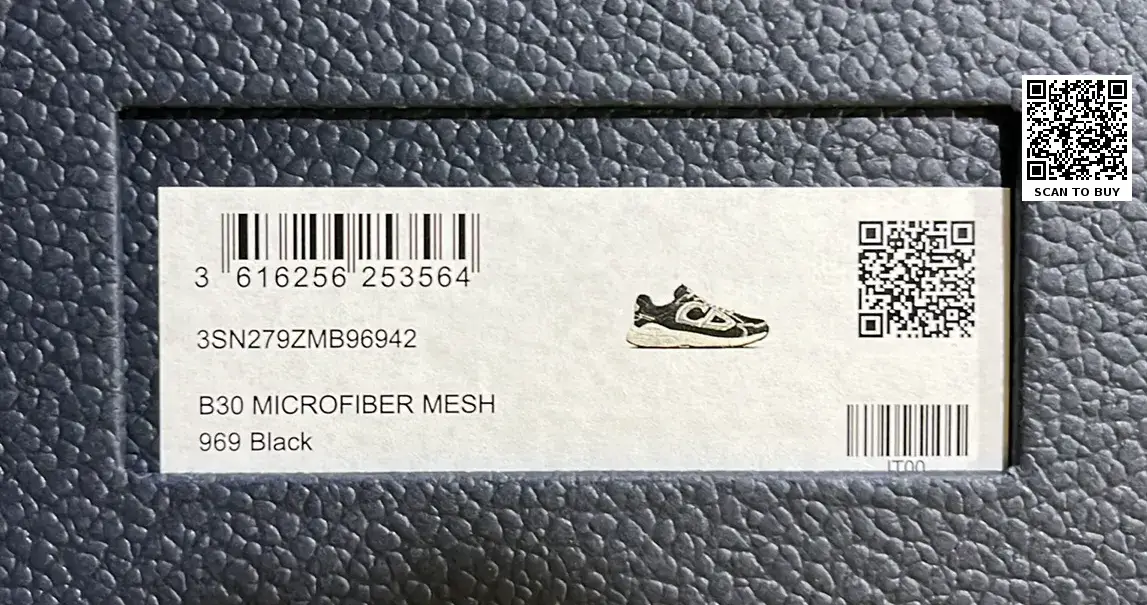 SCAN TO BUY
3 616256 253564
3SN279ZMB96942
B30 MICROFIBER MESH
969 Black